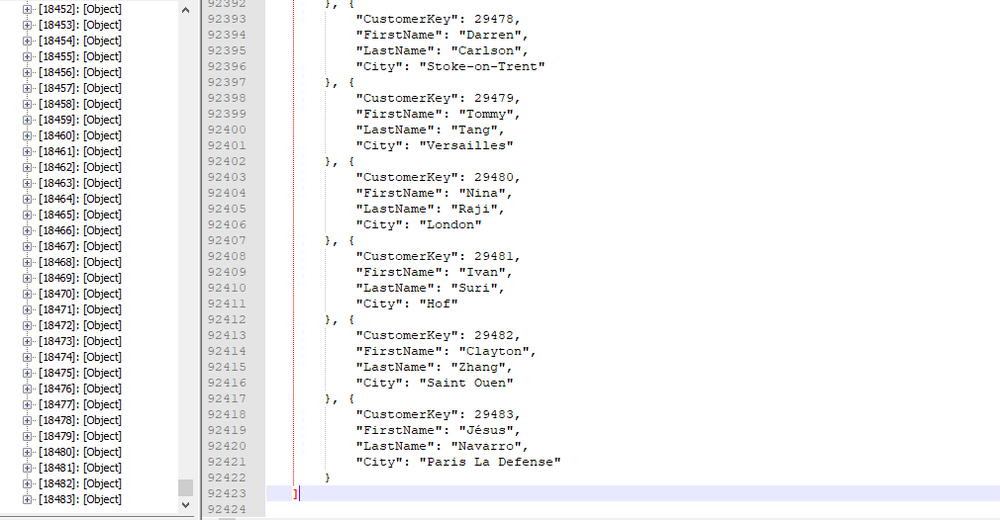 [18452]: [Object]
[18453]: [Object]
[18454]: [Object]
[18455]: [Object]
[18456]: [Object]
[18457]: [Object]
[18458]: [Object]
[18459]: [Object]
[18460]: [Object]
[18461]: [Object]
[18462]: [Object]
[18463]: [Object]
[18464]: [Object]
[18465]: [Object]
[18466]: [Object]
[18467]: [Object]
[18468]: [Object]
[18469]: [Object]
[18470]: [Object]
[18471]: [Object]
[18472]: [Object]
[18473]: [Object]
[18474]: [Object]
[18475]: [Object]
[18476]: [Object]
[18477]: [Object]
[18478]: [Object]
[18479]: [Object]
[18480]: [Object]
[18481]: [Object]
[18482]: [Object]
[18483]: [Object]
92392 }, {
92393 "CustomerKey": 29478,
92394 "FirstName": "Darren",
92395 "LastName": "Carlson",
92396 "City": "Stoke-on-Trent"
92397 }, {
92398 "CustomerKey": 29479,
92399 "FirstName": "Tommy",
92400 "LastName": "Tang",
92401 "City": "Versailles"
92402 }, {
92403 "CustomerKey": 29480,
92404 "FirstName": "Nina",
92405 "LastName": "Raji",
92406 "City": "London"
92407 }, {
92408 "CustomerKey": 29481,
92409 "FirstName": "Ivan",
92410 "LastName": "Suri",
92411 "City": "Hof"
92412 }, {
92413 "CustomerKey": 29482,
92414 "FirstName": "Clayton",
92415 "LastName": "Zhang",
92416 "City": "Saint Ouen"
92417 }, {
92418 "CustomerKey": 29483,
92419 "FirstName": "Jésus",
92420 "LastName": "Navarro",
92421 "City": "Paris La Defense"
92422 }
92423 ]
92424